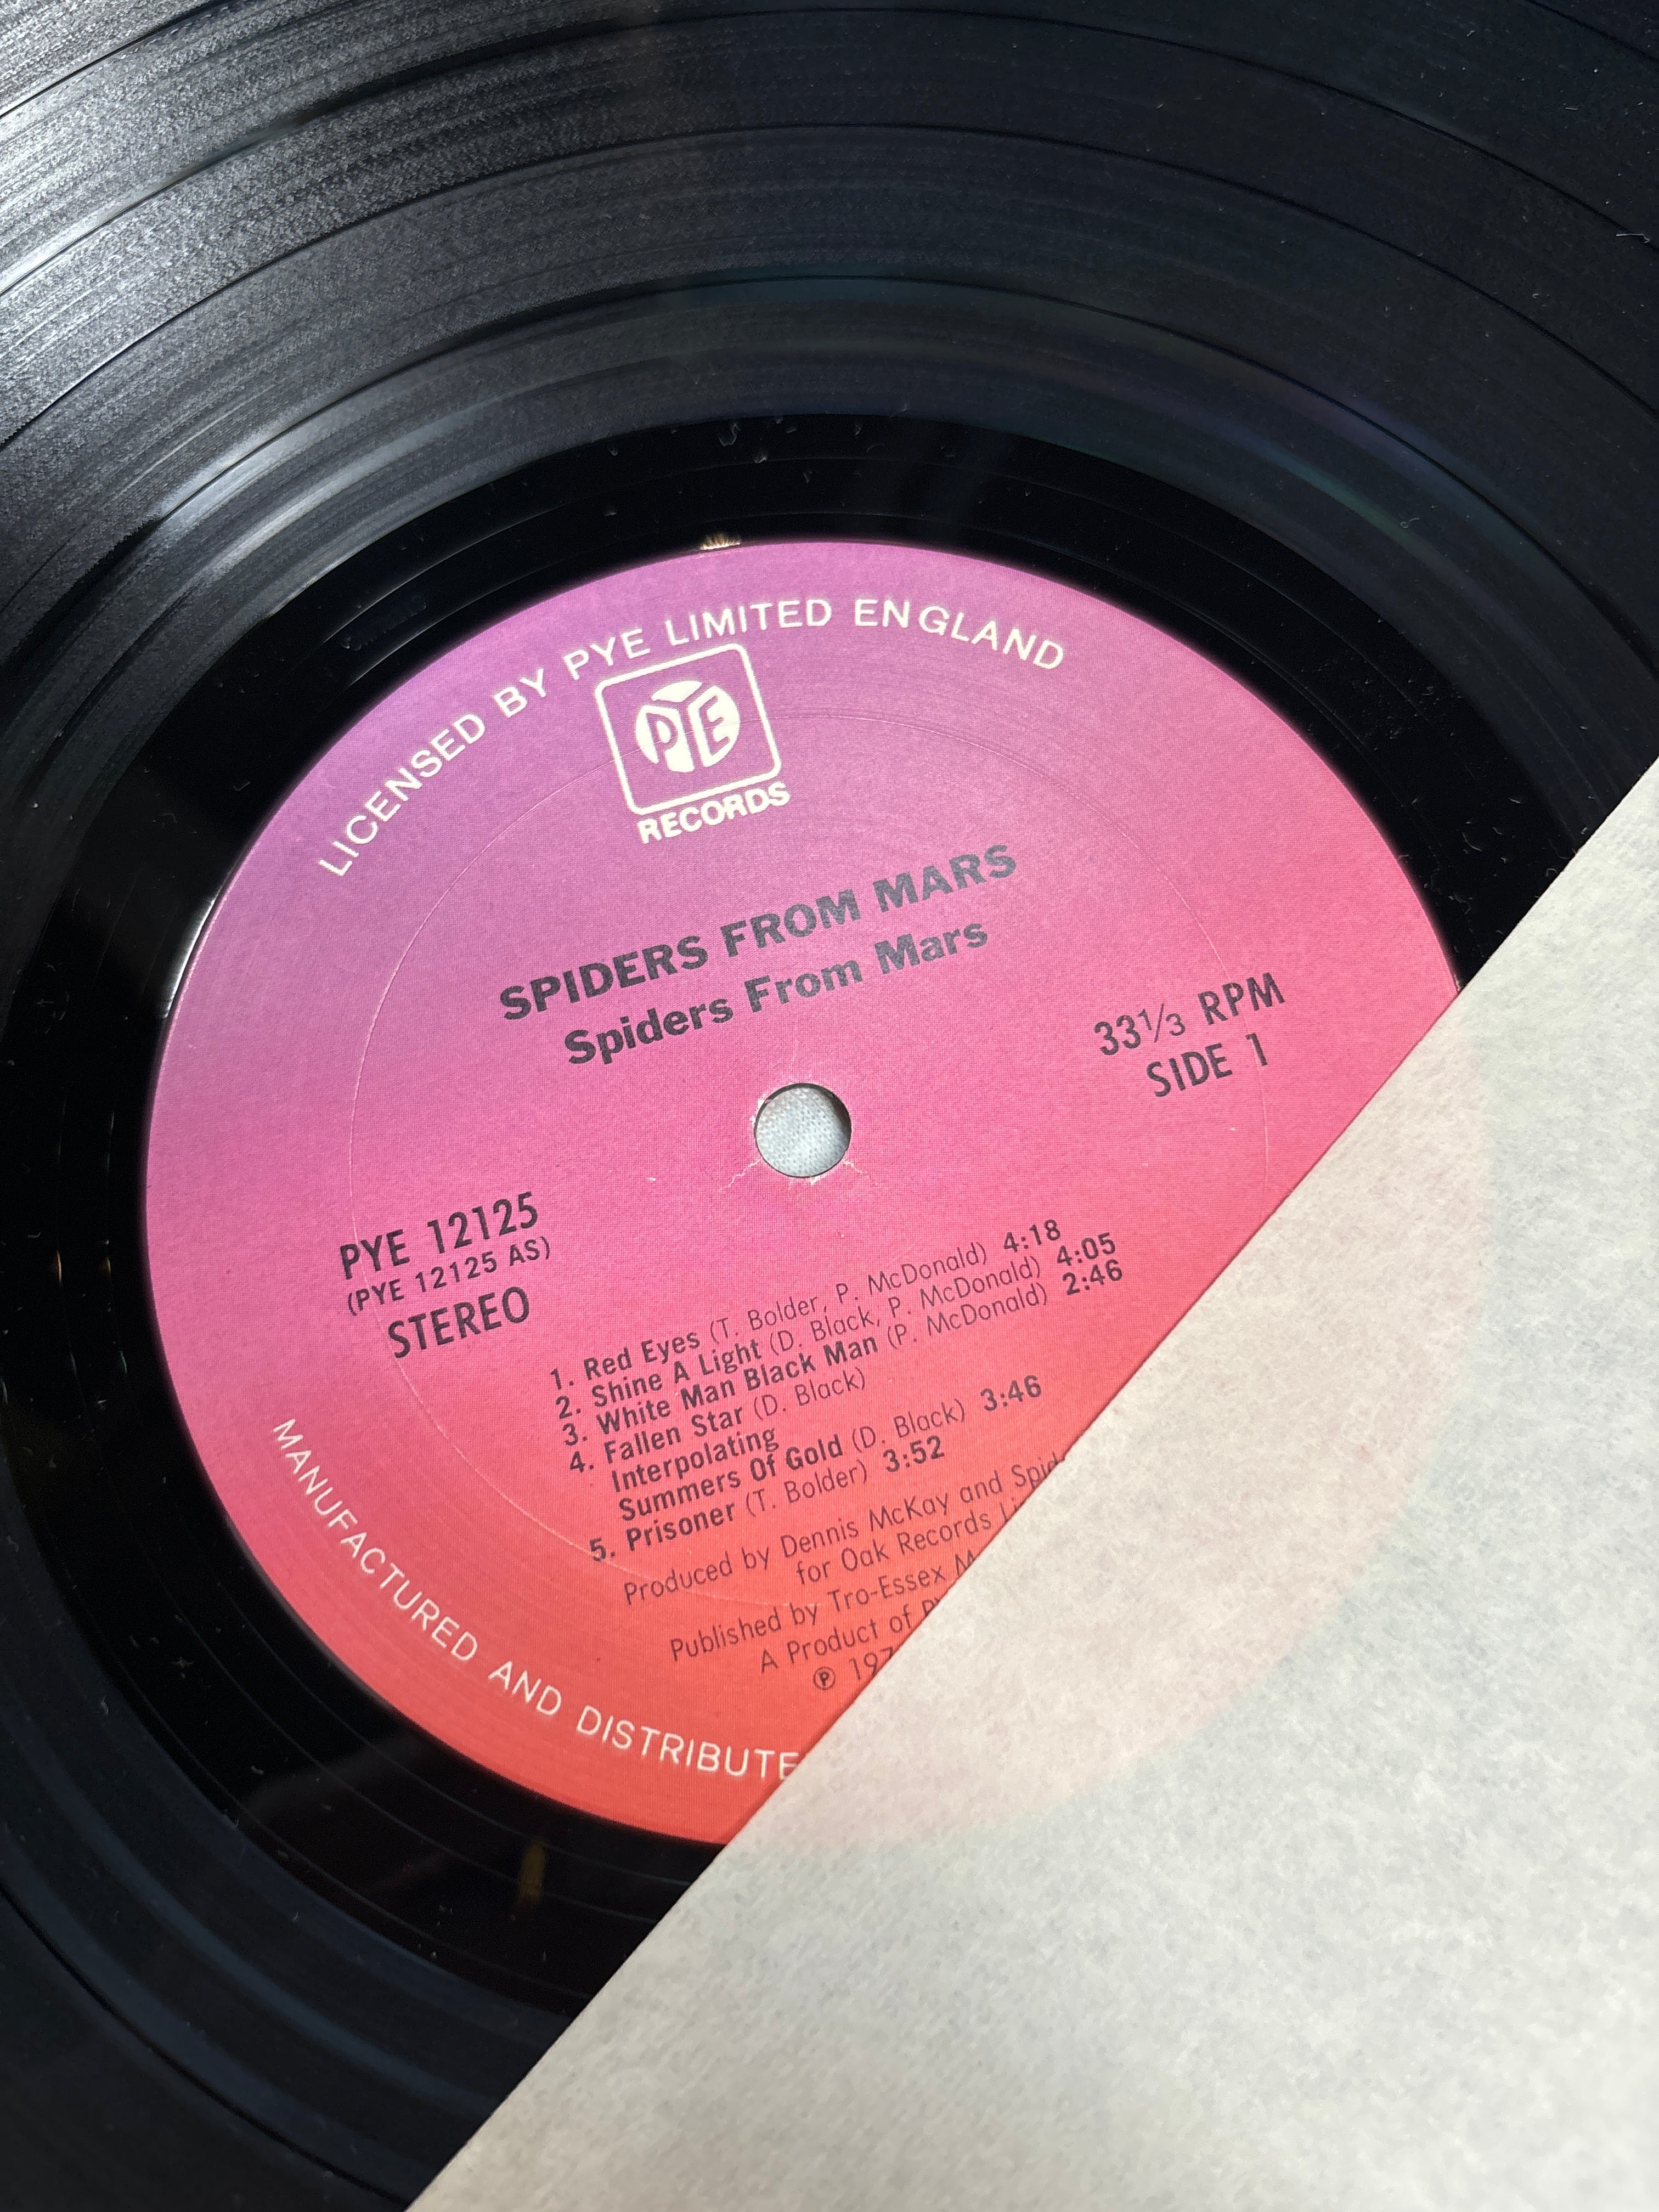 LICENSED BY PYE LIMITED ENGLAND
PYE
RECORDS
SPIDERS FROM MARS
Spiders From Mars
33⅓ RPM
SIDE 1
PYE 12125
(PYE 12125 AS)
STEREO
1. Red Eyes (T. Bolder, P. McDonald) 4:18
2. Shine A Light (D. Black, P. McDonald) 4:05
3. White Man Black Man (P. McDonald) 2:46
4. Fallen Star (D. Black)
Interpolating
Summers Of Gold (D. Black) 3:46
5. Prisoner (T. Bolder) 3:52
Produced by Dennis McKay and
for Oak Records
Published by Tro-Essex
A Product of
℗
MANUFACTURED AND